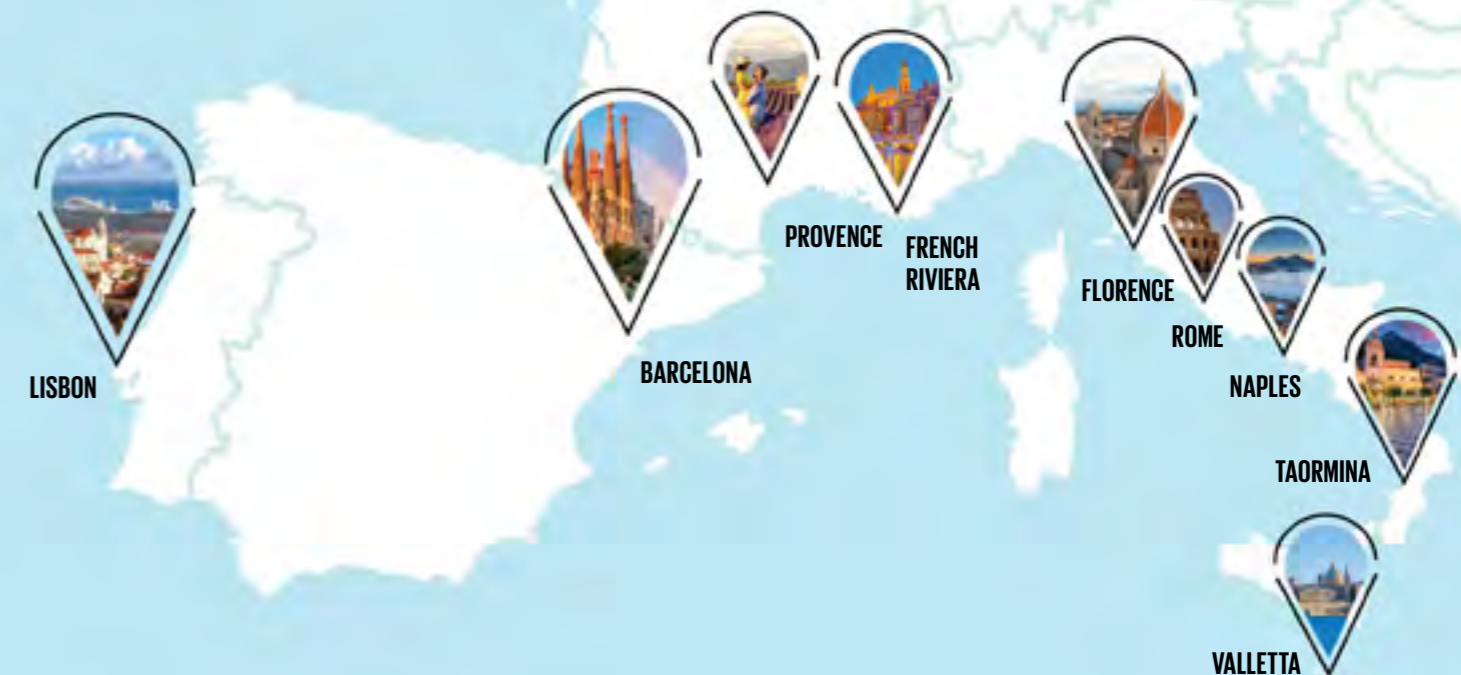 PROVENCE
FRENCH
RIVIERA
FLORENCE
ROME
BARCELONA
LISBON
NAPLES
TAORMINA
VALLETTA